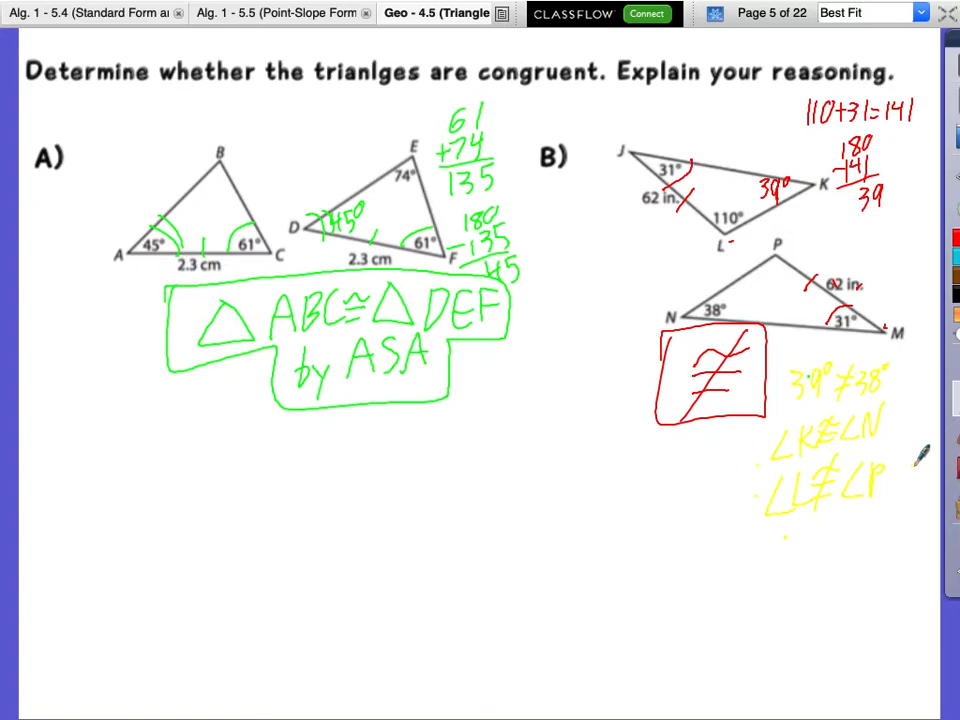 Alg. 1 - 5.4 (Standard Form ar
Alg. 1 - 5.5 (Point-Slope Form
Geo - 4.5 (Triangle
CLASSFLOW
Connect
Page 5 of 22
Best Fit
Determine whether the trianlges are congruent. Explain your reasoning.
A)
B
A
45°
61°
C
2.3 cm
E
74°
D
45°
61°
F
2.3 cm
61
+74
135
180
-135
45
△ ABC ≅ △ DEF
by ASA
B)
110+31=141
180
-141
39
J
31°
39°
K
62 in.
110°
L
P
62 in.
N
38°
31°
M
≇
39° ≠ 38°
∠K ≇ ∠N
∠L ≇ ∠P